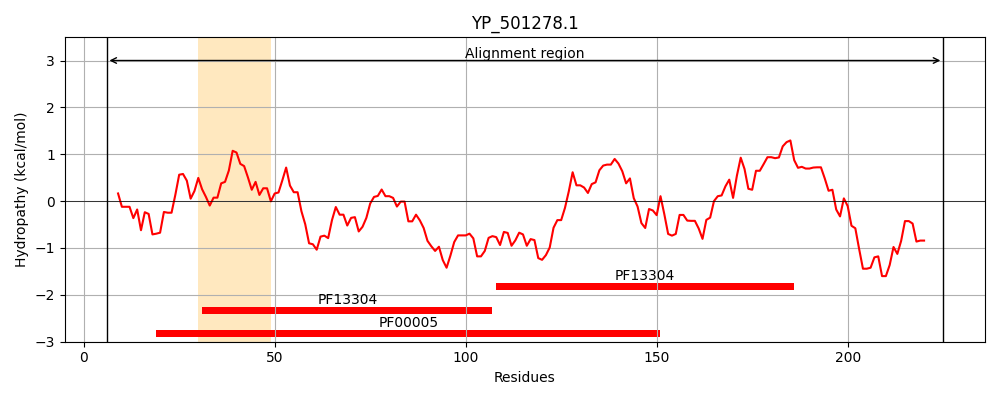 YP_501278.1
Alignment region
3
2
1
0
−1
−2
−3
Hydropathy (kcal/mol)
PF13304
PF13304
PF00005
0 50 100 150 200
Residues